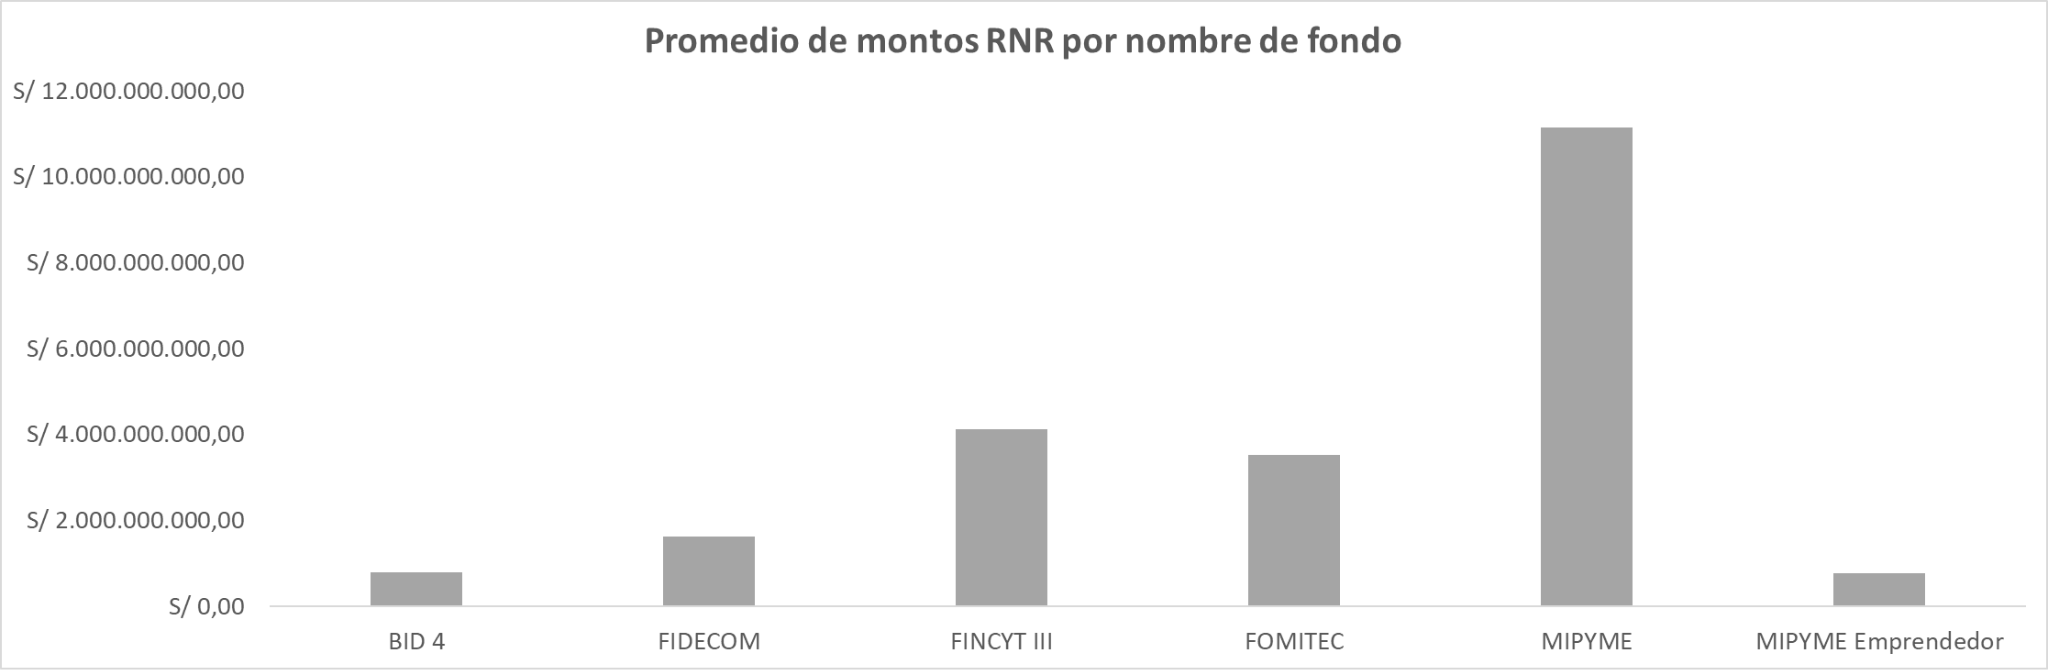 Promedio de montos RNR por nombre de fondo
S/ 12.000.000.000,00
S/ 10.000.000.000,00
S/ 8.000.000.000,00
S/ 6.000.000.000,00
S/ 4.000.000.000,00
S/ 2.000.000.000,00
S/ 0,00
BID 4
FIDECOM
FINCYT III
FOMITEC
MIPYME
MIPYME Emprendedor